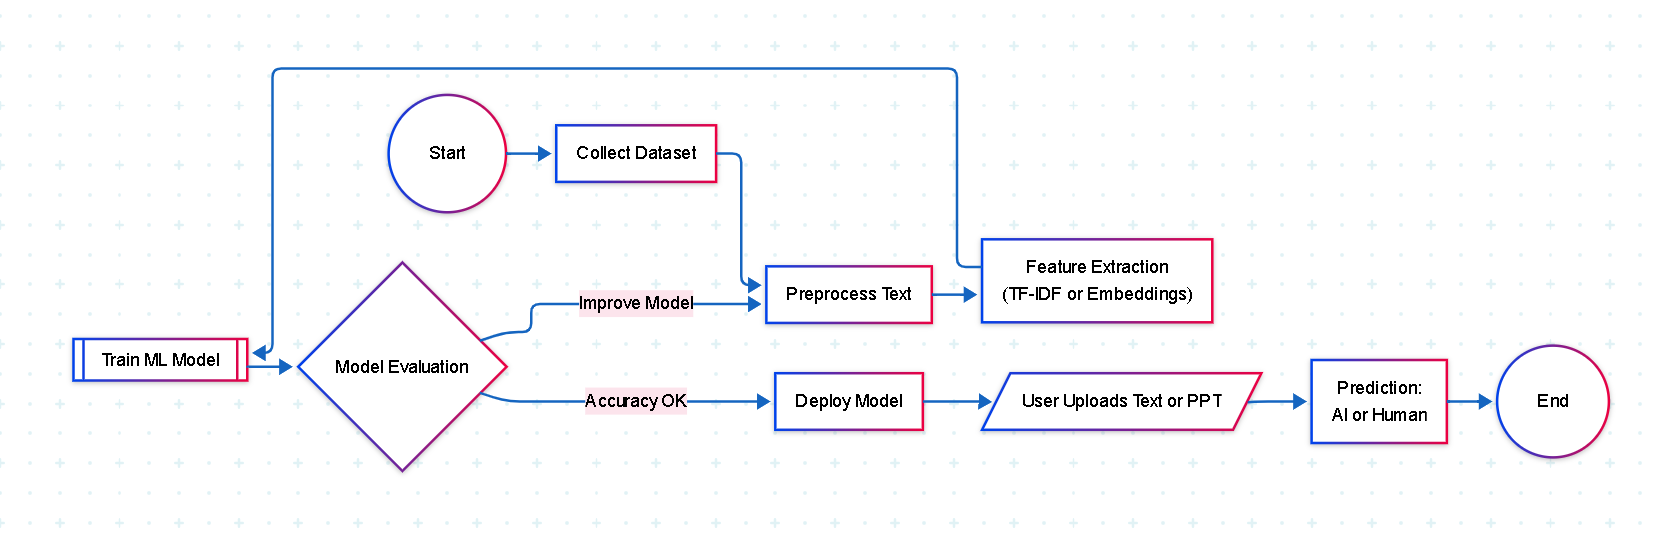 Start
Collect Dataset
Preprocess Text
Feature Extraction
(TF-IDF or Embeddings)
Train ML Model
Model Evaluation
Improve Model
Accuracy OK
Deploy Model
User Uploads Text or PPT
Prediction:
AI or Human
End